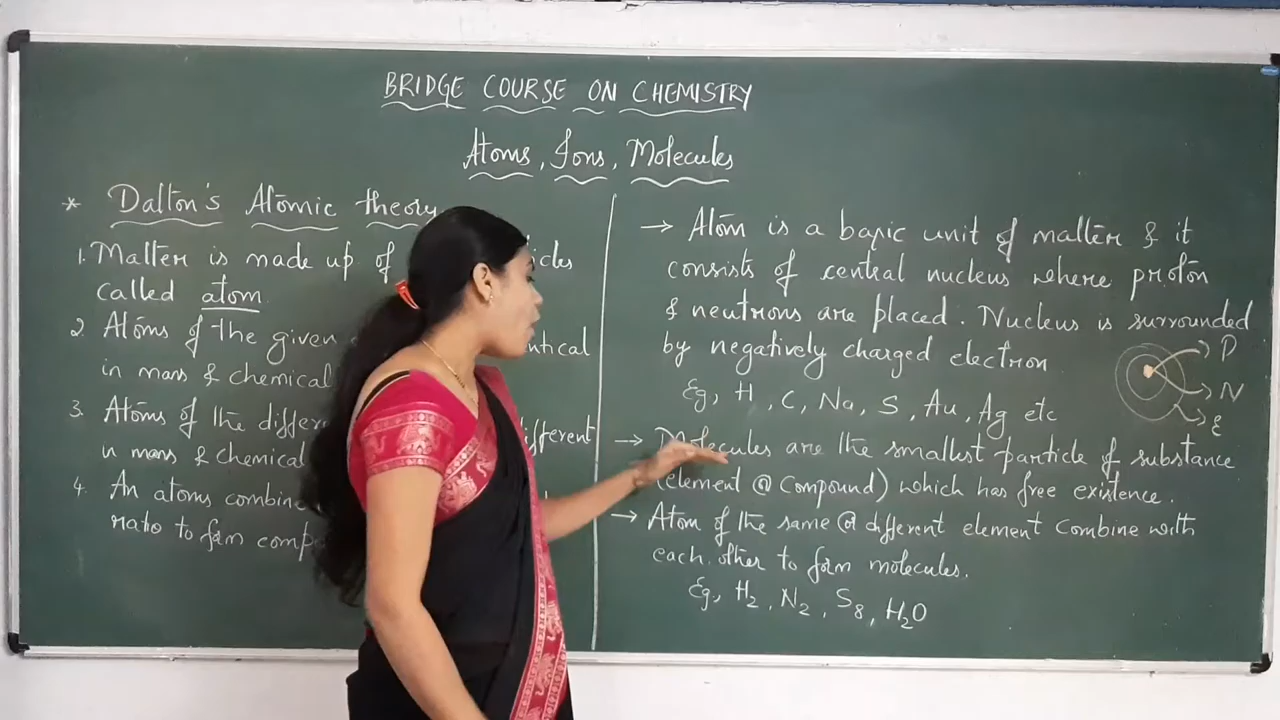 BRIDGE COURSE ON CHEMISTRY
Atoms, Ions, Molecules
* Dalton's Atomic theory
1. Matter is made up of
called atom.
2 Atoms of the given
in mass & chemical
3. Atoms of the
in mass & chemical
4. An atoms combine
ratio to form
different
→ Atom is a basic unit of matter & it
consists of central nucleus where proton
& neutrons are placed. Nucleus is surrounded
by negatively charged electron
Eg, H, C, Na, S, Au, Ag etc
P
N
e
→ Molecules are the smallest particle of substance
(element @ Compound) which has free existence.
→ Atom of the same @ different element combine with
each other to form molecules.
Eg, H2, N2, S8, H2O